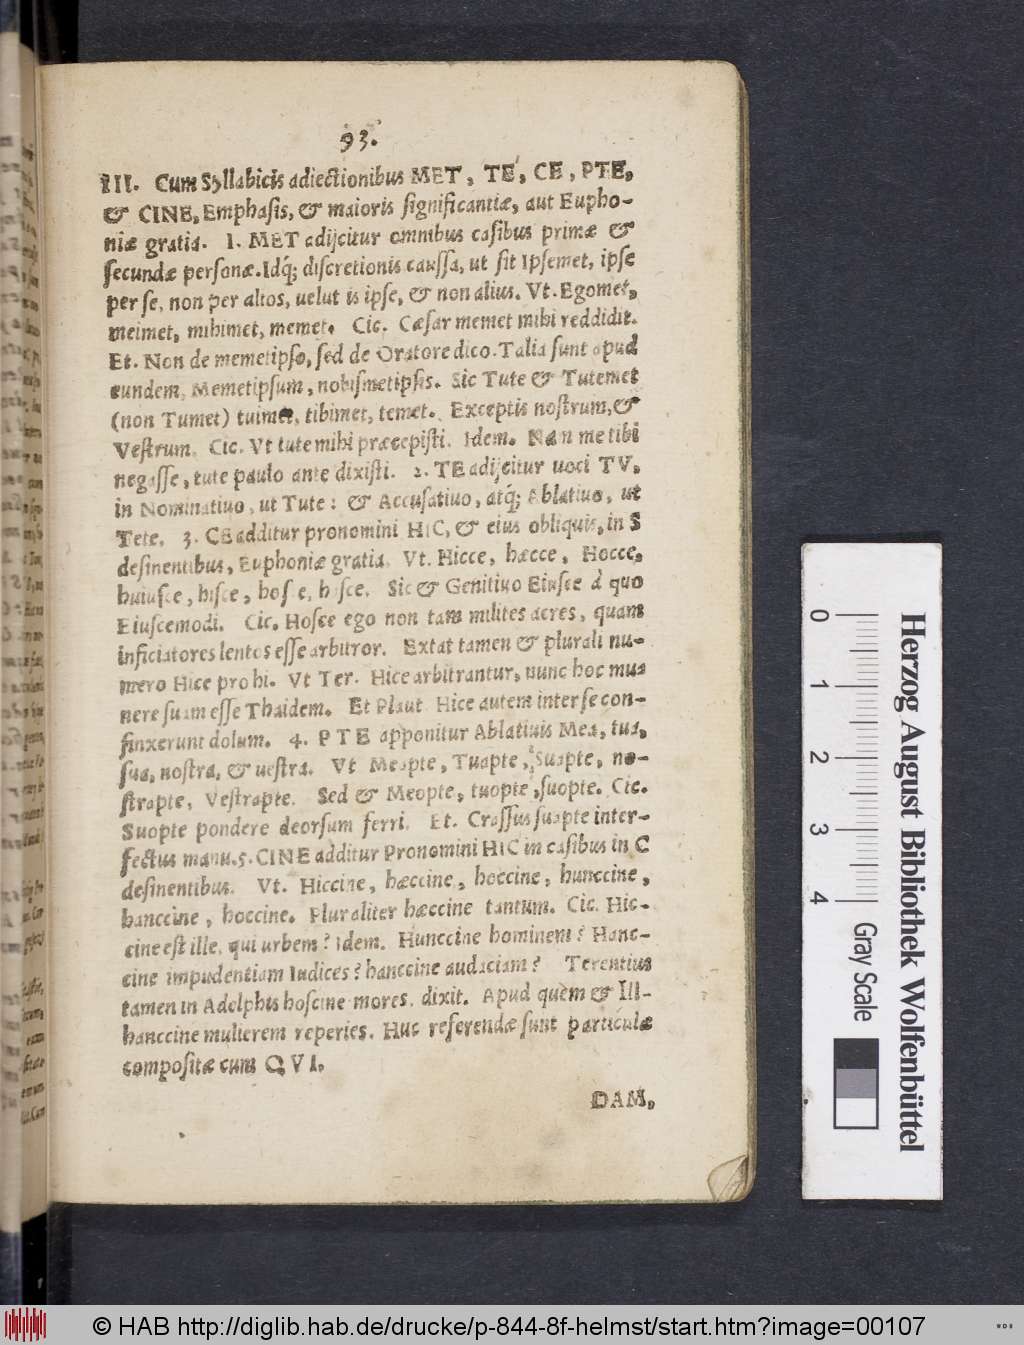 93.
III. Cum Syllabicis adiectionibus MET, TE, CE, PTE,
& CINE, Emphasis, & maioris significantiæ, aut Eupho-
niæ gratia. 1. MET adijcitur omnibus casibus primæ &
secundæ personæ. Idq́; discretionis caussa, ut sit Ipsemet, ipse
per se, non per alios, uelut is ipse, & non alius. Vt. Egomet,
meimet, mihimet, memet. Cic. Cæsar memet mihi reddidit.
Et. Non de memetipso, sed de Oratore dico. Talia sunt apud
eundem, Memetipsum, nobismetipsis. Sic Tute & Tutemet
(non Tumet) tuimet, tibimet, temet. Exceptis nostrum, &
Vestrum. Cic. Vt tute mihi præcepisti. Idem. Nam me tibi
negasse, tute paulo ante dixisti. 2. TE adijcitur uoci TV,
in Nominatiuo, ut Tute: & Accusatiuo, atq́; Ablatiuo, ut
Tete. 3. CE additur pronomini HIC, & eius obliquis, in S
desinentibus, Euphoniæ gratia. Vt. Hicce, hæcce, Hocce,
huiusce, hisce, hosce, hasce. Sic & Genitiuo Eiusce à quo
Eiuscemodi. Cic. Hosce ego non tam milites acres, quam
inficiatores lentos esse arbitror. Extat tamen & plurali nu-
mero Hice pro hi. Vt Ter. Hice arbitrantur, nunc hoc mu
nere suam esse Thaidem. Et Plaut. Hice autem inter se con-
finxerunt dolum. 4. PTE apponitur Ablatiuis Mea, tua,
sua, nostra, & uestra. Vt Meapte, Tuapte, Suapte, no-
strapte, Vestrapte. Sed & Meopte, tuopte, suopte. Cic.
Suopte pondere deorsum ferri. Et. Crassus suapte inter-
fectus manu. 5. CINE additur Pronomini HIC in casibus in C
desinentibus. Vt. Hiccine, hæccine, hoccine, hunccine,
hanccine, hoccine. Pluraliter hæccine tantum. Cic. Hic-
cine est ille, qui urbem? Idem. Hunccine hominem? Hanc-
cine impudentiam Iudices? hanccine audaciam? Terentius
tamen in Adelphis hoscine mores, dixit. Apud quem & Ill-
hanccine mulierem reperies. Huc referendæ sunt particulæ
compositæ cum QVI.
DAM,
0 1 2 3 4
Herzog August Bibliothek Wolfenbüttel
Gray Scale
© HAB http://diglib.hab.de/drucke/p-844-8f-helmst/start.htm?image=00107